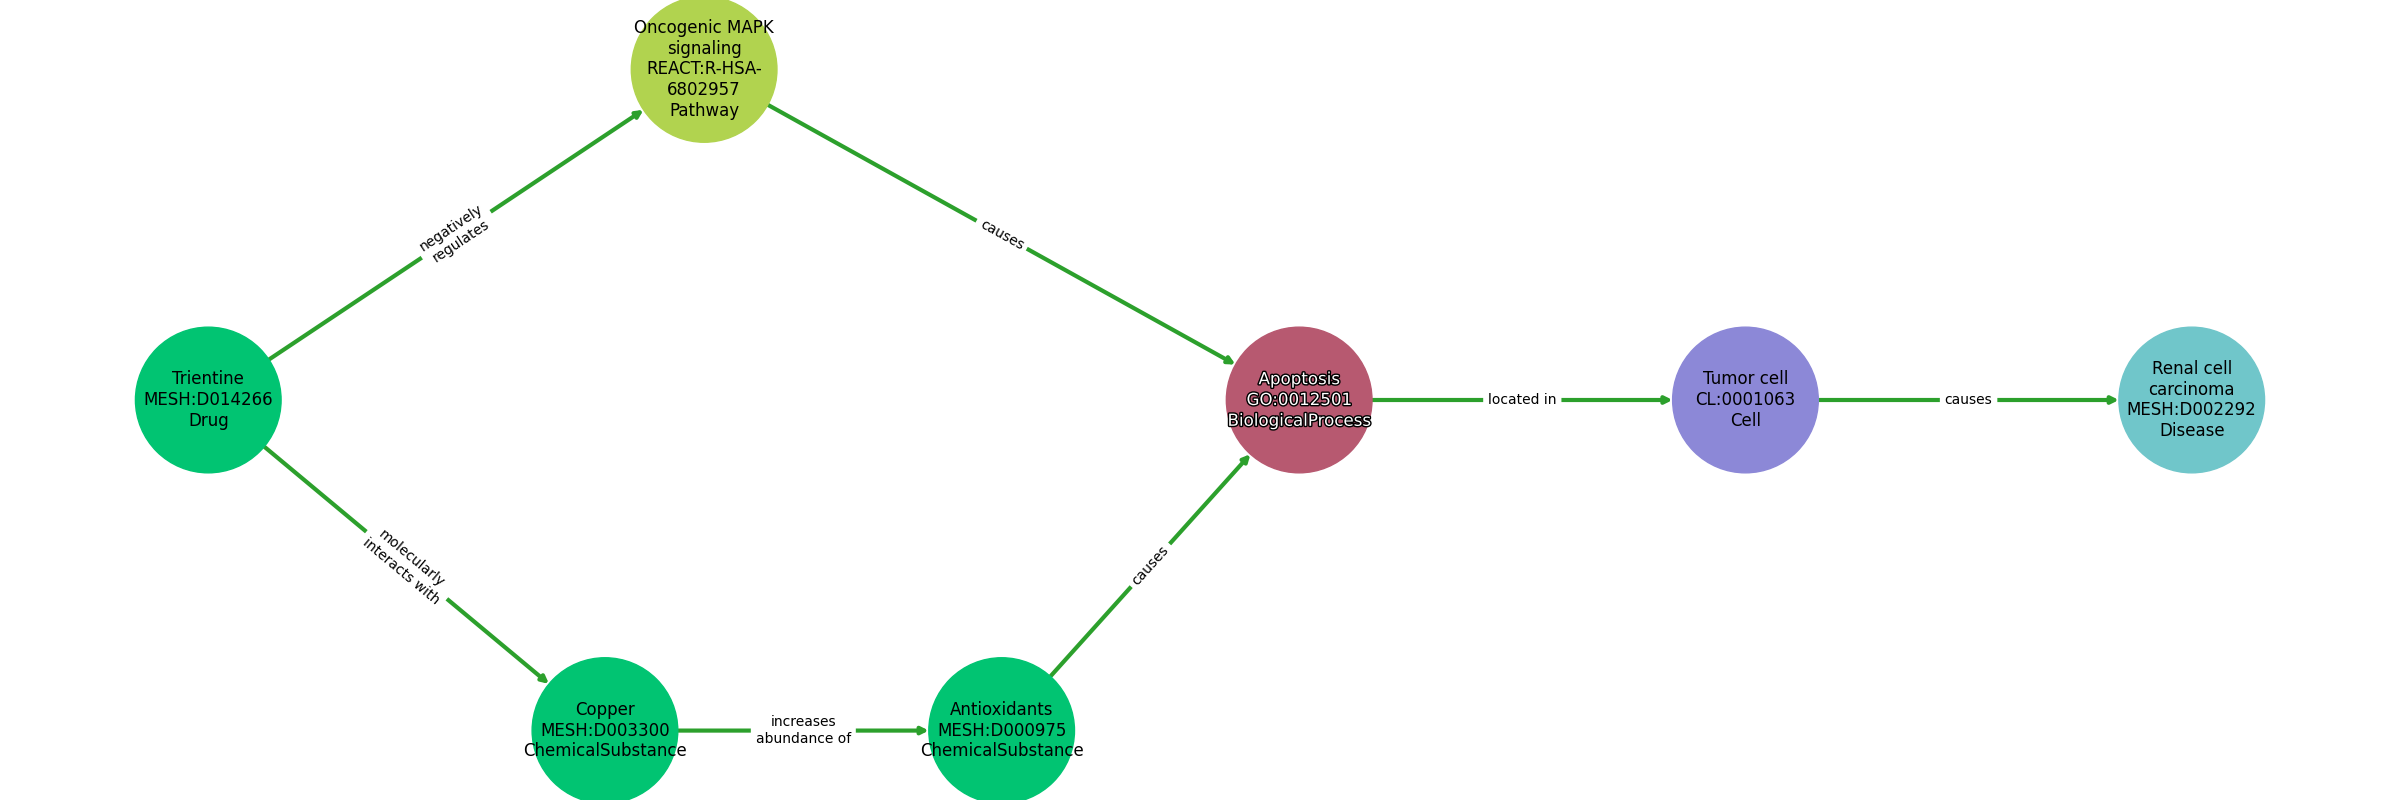 Oncogenic MAPK
signaling
REACT:R-HSA-
6802957
Pathway
negatively
regulates
causes
Trientine
MESH:D014266
Drug
Apoptosis
GO:0012501
BiologicalProcess
located in
Tumor cell
CL:0001063
Cell
causes
Renal cell
carcinoma
MESH:D002292
Disease
molecularly
interacts with
causes
Copper
MESH:D003300
ChemicalSubstance
increases
abundance of
Antioxidants
MESH:D000975
ChemicalSubstance